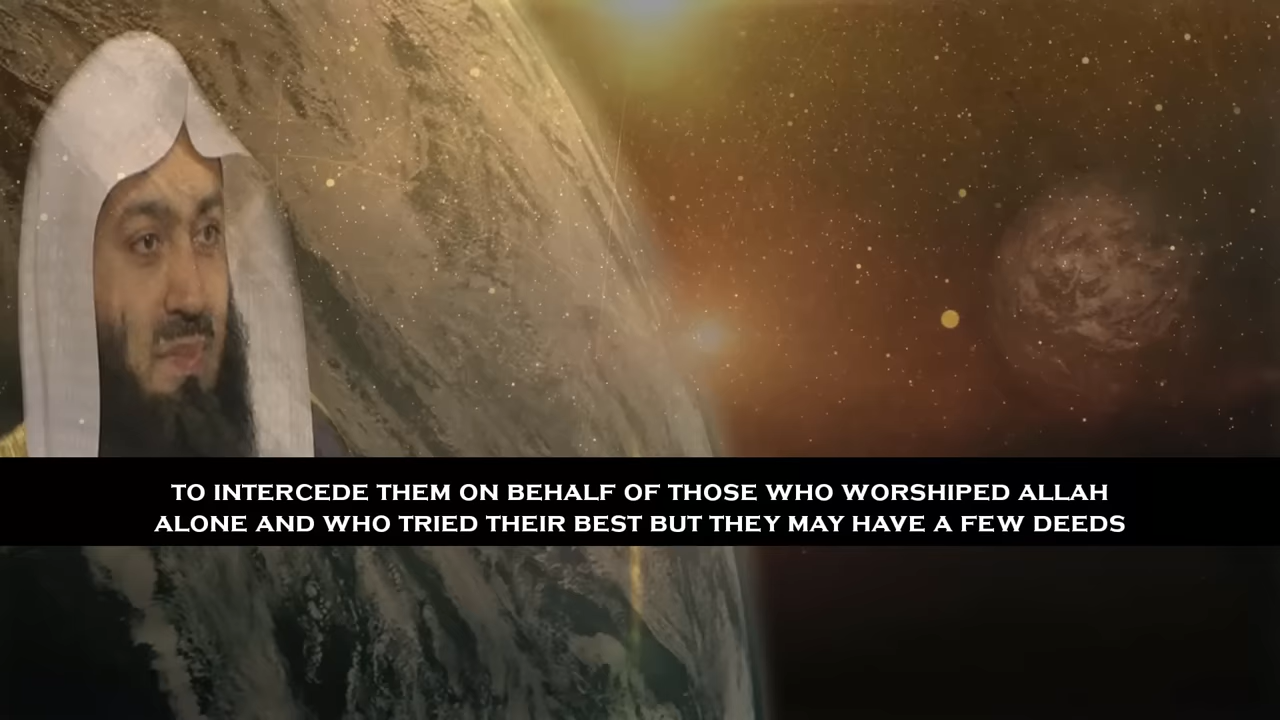 TO INTERCEDE THEM ON BEHALF OF THOSE WHO WORSHIPED ALLAH
ALONE AND WHO TRIED THEIR BEST BUT THEY MAY HAVE A FEW DEEDS